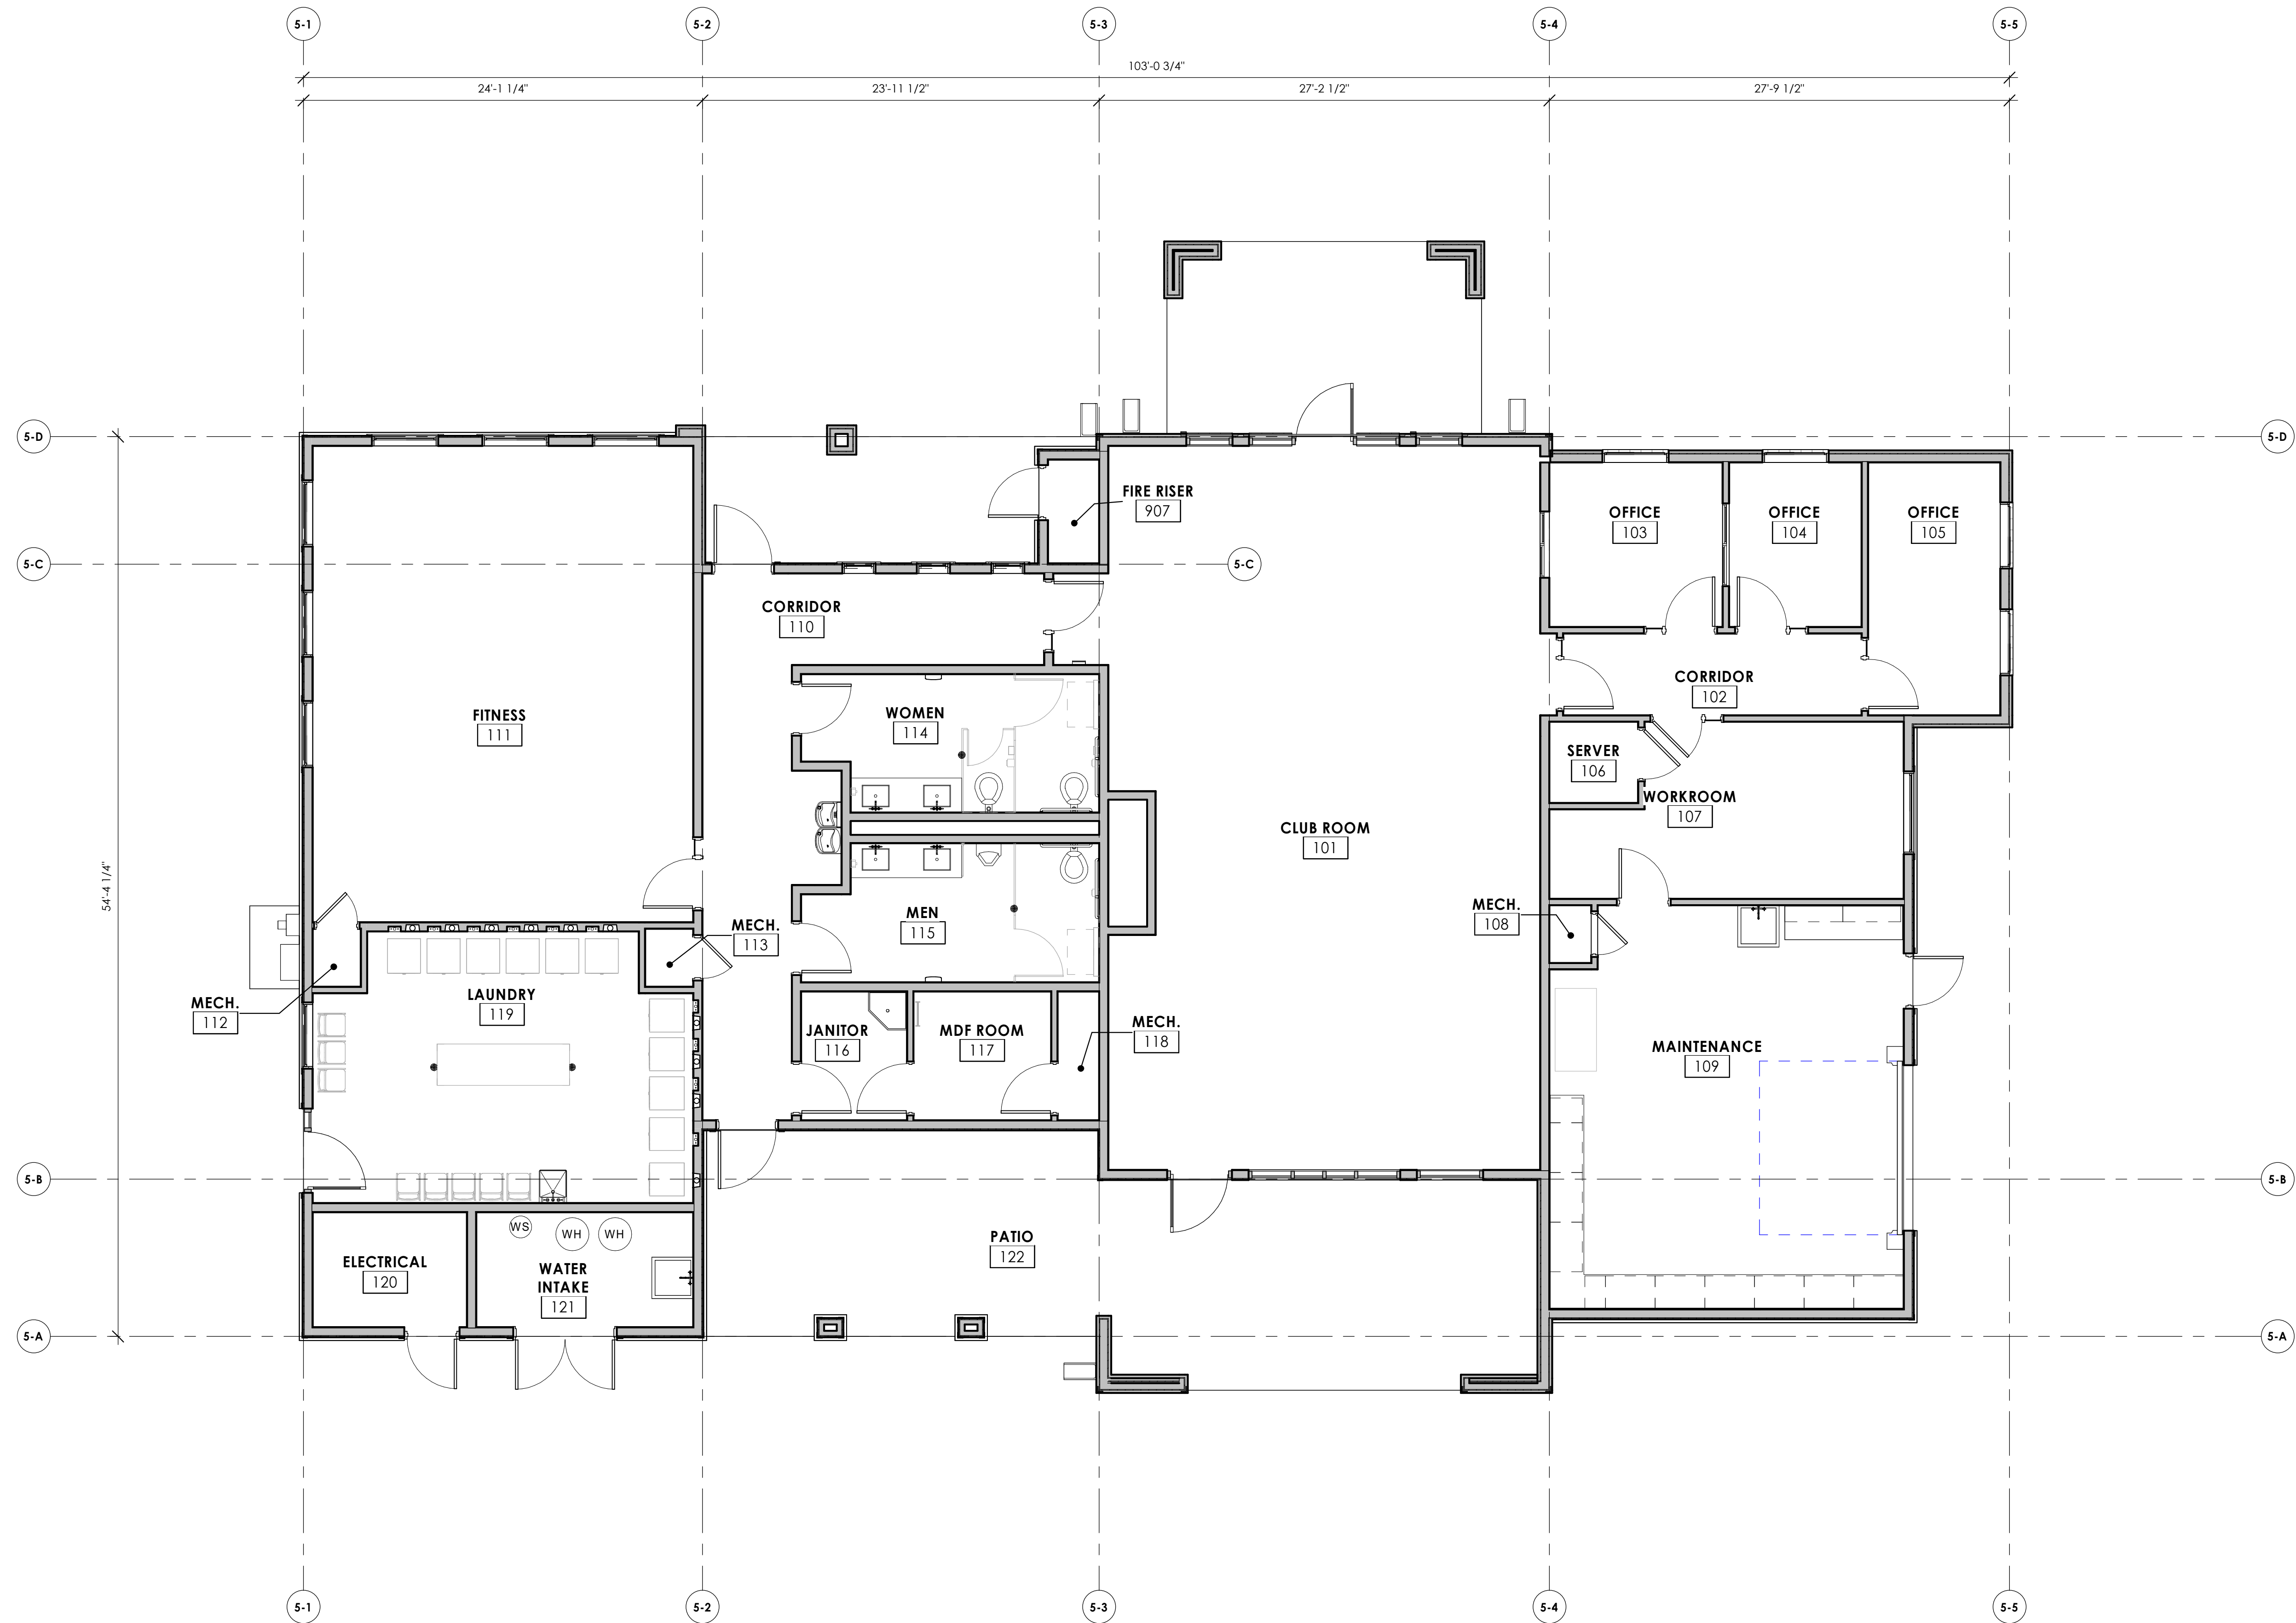 5-1
5-2
5-3
5-4
5-5
103'-0 3/4"
24'-1 1/4"
23'-11 1/2"
27'-2 1/2"
27'-9 1/2"
5-D
5-D
FIRE RISER
907
OFFICE
103
OFFICE
104
OFFICE
105
5-C
5-C
CORRIDOR
110
CORRIDOR
102
FITNESS
111
WOMEN
114
SERVER
106
WORKROOM
107
CLUB ROOM
101
54'-4 1/4"
MECH.
108
MEN
115
MECH.
113
LAUNDRY
119
MECH.
112
JANITOR
116
MDF ROOM
117
MECH.
118
MAINTENANCE
109
5-B
5-B
WS
WH
WH
PATIO
122
ELECTRICAL
120
WATER
INTAKE
121
5-A
5-A
5-1
5-2
5-3
5-4
5-5